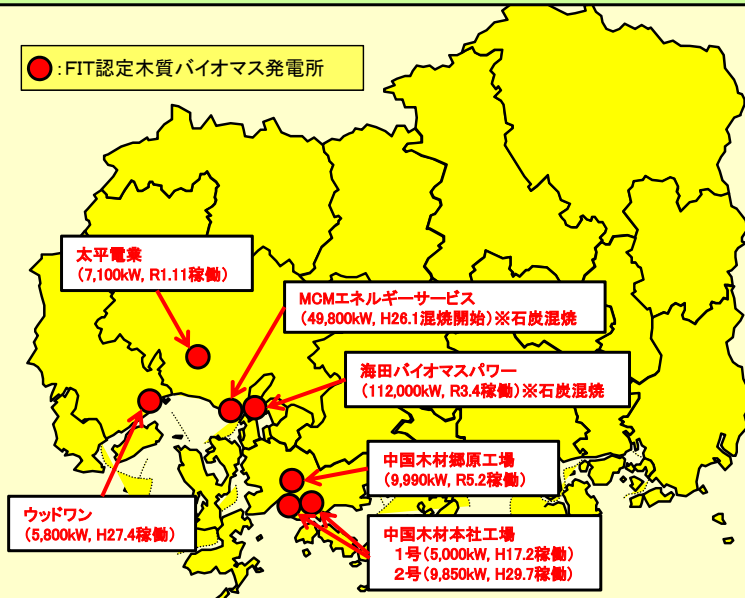 ：FIT認定木質バイオマス発電所
太平電業
(7,100kW, R1.11稼働)
MCMエネルギーサービス
(49,800kW, H26.1混焼開始)※石炭混焼
海田バイオマスパワー
(112,000kW, R3.4稼働)※石炭混焼
中国木材郷原工場
(9,990kW, R5.2稼働)
ウッドワン
(5,800kW, H27.4稼働)
中国木材本社工場
1号(5,000kW, H17.2稼働)
2号(9,850kW, H29.7稼働)